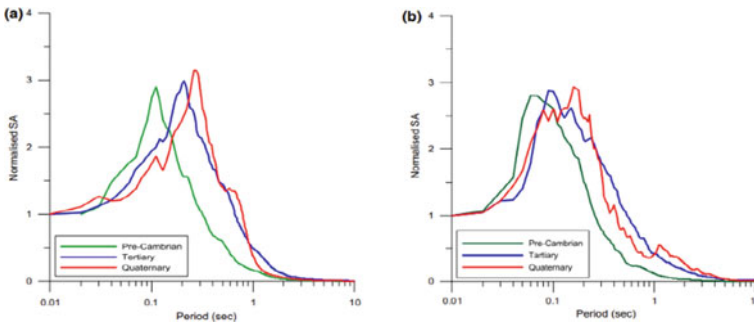 (a)
4
3
2
1
0
Normalised SA
Pre-Cambrian
Tertiary
Quaternary
0.01
0.1
1
10
Period (sec)
(b)
4
3
2
1
0
Normalised SA
Pre-Cambrian
Tertiary
Quaternary
0.01
0.1
1
Period (sec)